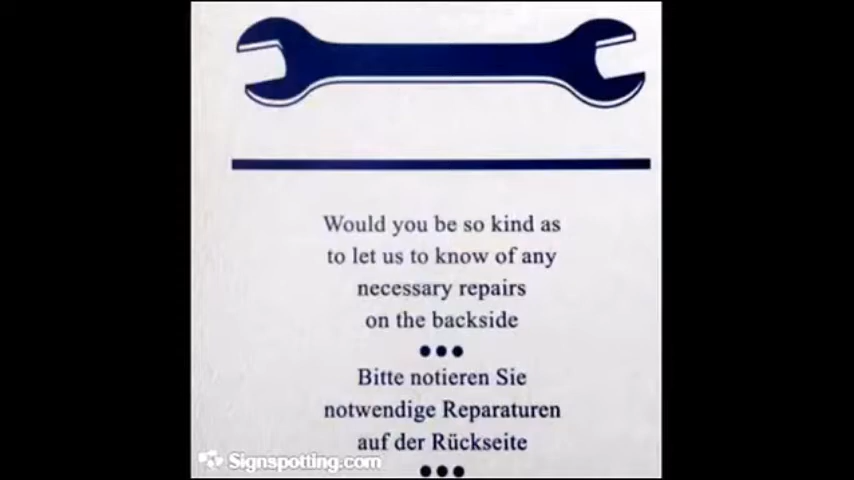 Would you be so kind as
to let us to know of any
necessary repairs
on the backside
●●●
Bitte notieren Sie
notwendige Reparaturen
auf der Rückseite
●●●
Signspotting.com